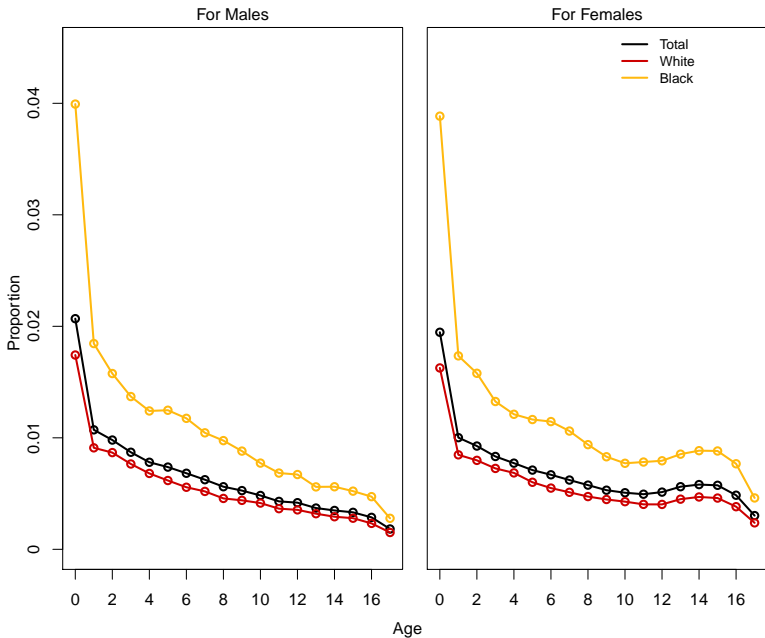 For Males
For Females
Total
White
Black
Proportion
0.04
0.03
0.02
0.01
0
0 2 4 6 8 10 12 14 16
0 2 4 6 8 10 12 14 16
Age